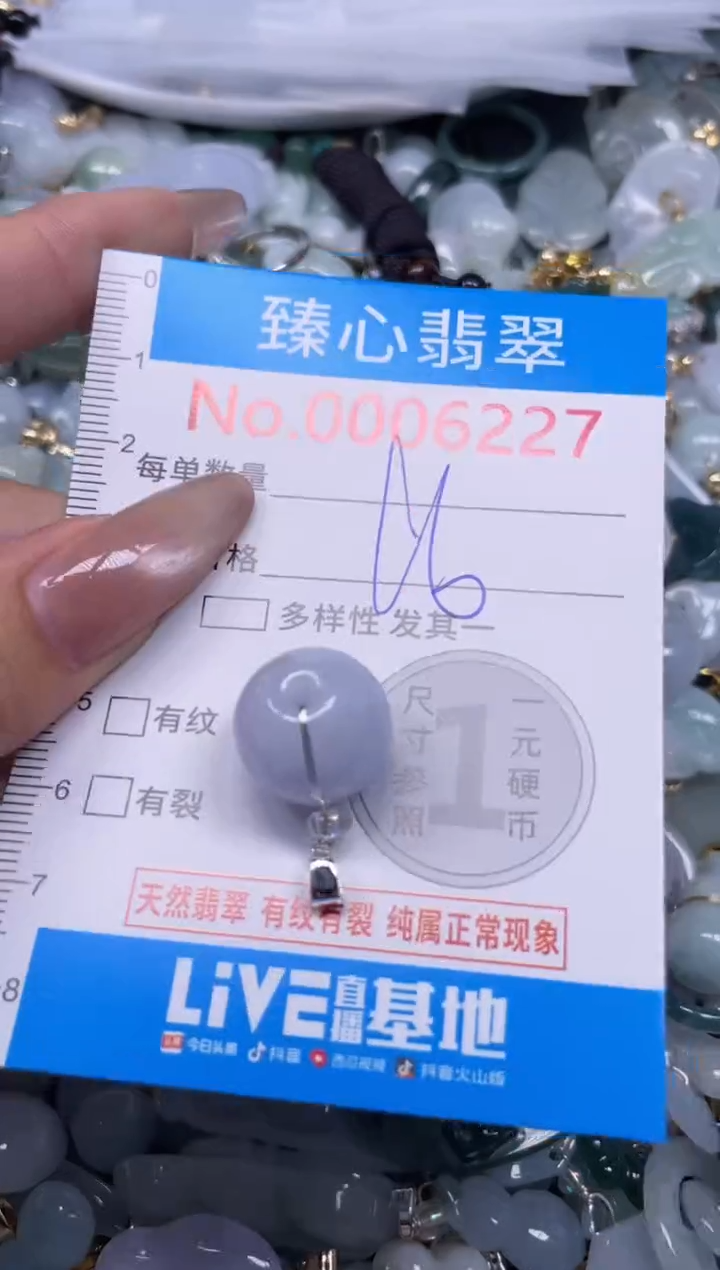 臻心翡翠
No.0006227
每单数量
格
多样性 发其一
尺寸参照
1
一元硬币
有纹
有裂
天然翡翠 有纹有裂 纯属正常现象
LiVE直播基地
今日头条 抖音 西瓜视频 抖音火山版
0
1
2
5
6
7
8